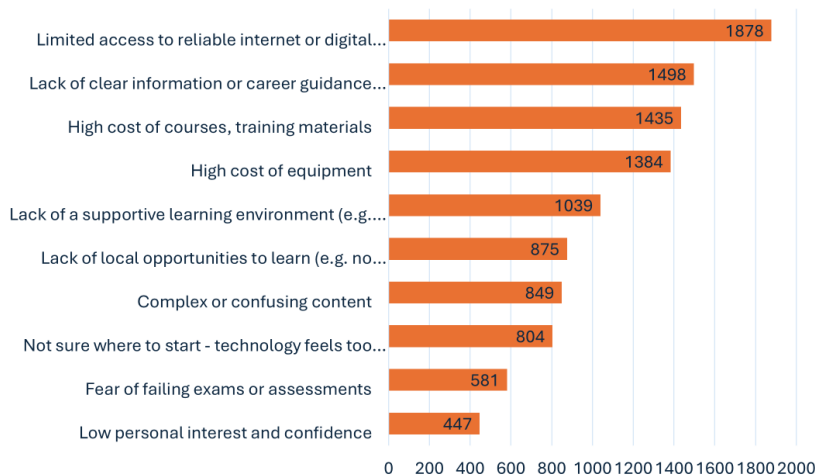 Limited access to reliable internet or digital... 1878
Lack of clear information or career guidance... 1498
High cost of courses, training materials 1435
High cost of equipment 1384
Lack of a supportive learning environment (e.g.... 1039
Lack of local opportunities to learn (e.g. no... 875
Complex or confusing content 849
Not sure where to start - technology feels too... 804
Fear of failing exams or assessments 581
Low personal interest and confidence 447
0 200 400 600 800 1000 1200 1400 1600 1800 2000